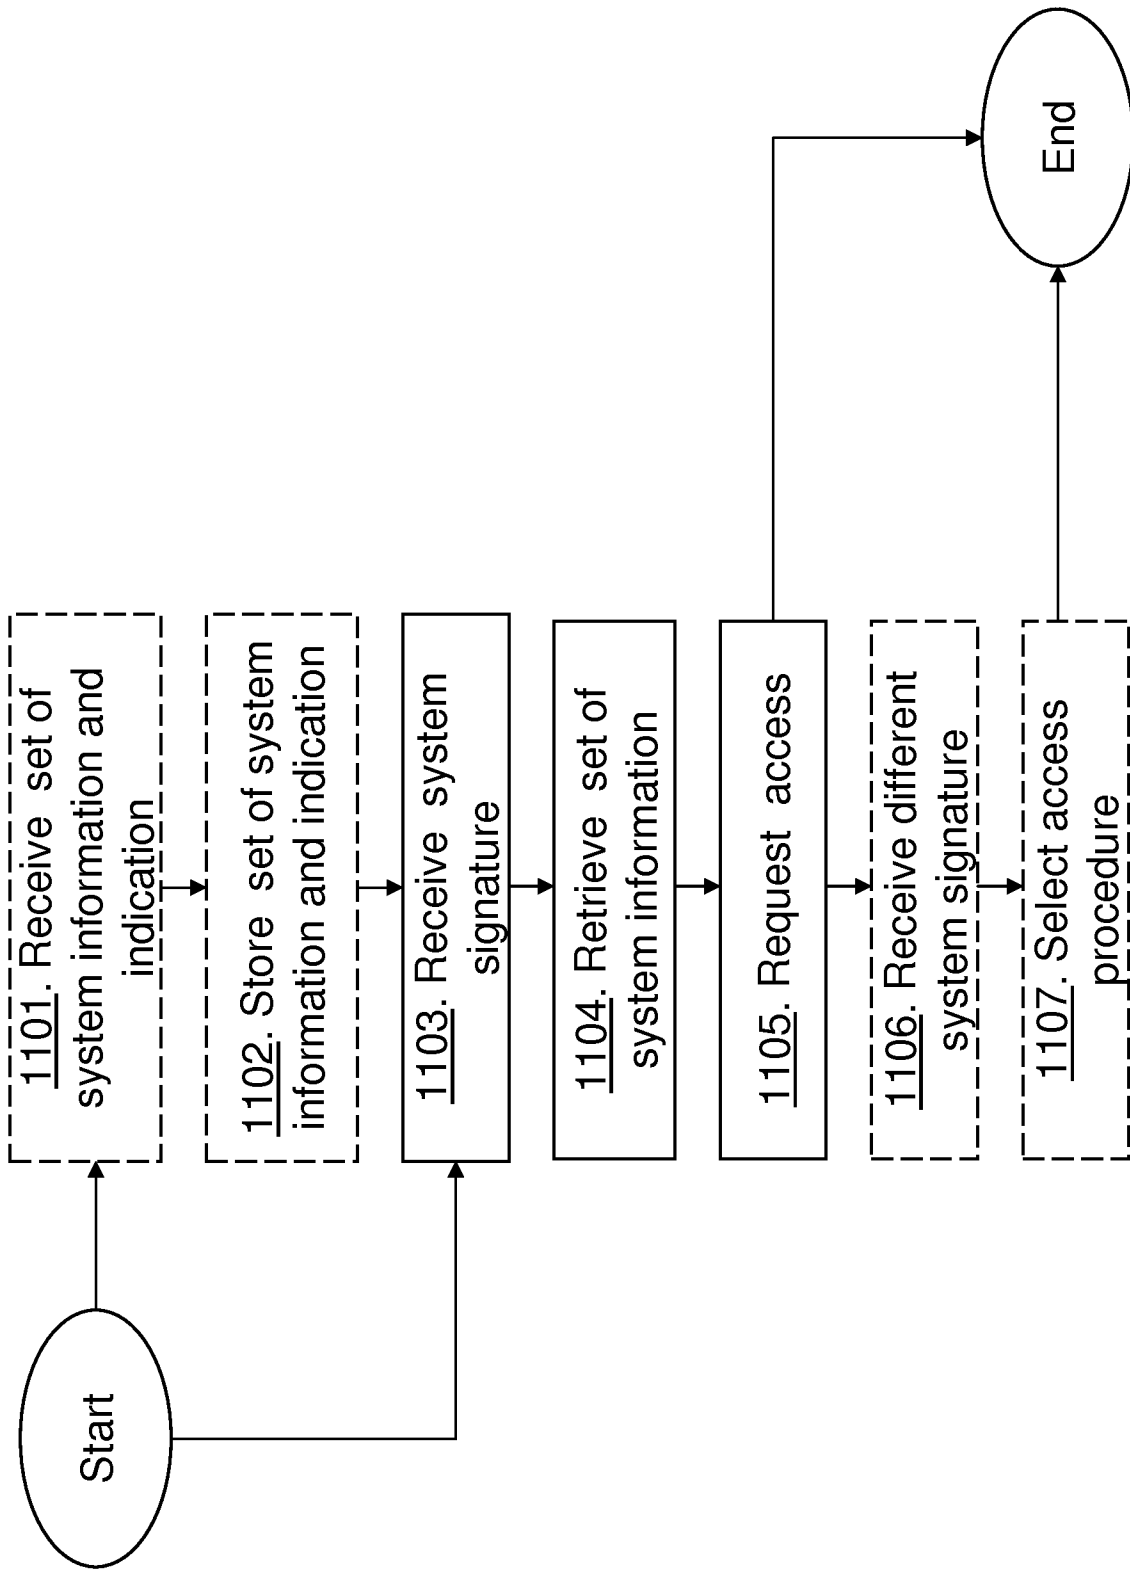 Start
1101. Receive set of
system information and
indication
1102. Store set of system
information and indication
1103. Receive system
signature
1104. Retrieve set of
system information
1105. Request access
1106. Receive different
system signature
1107. Select access
procedure
End